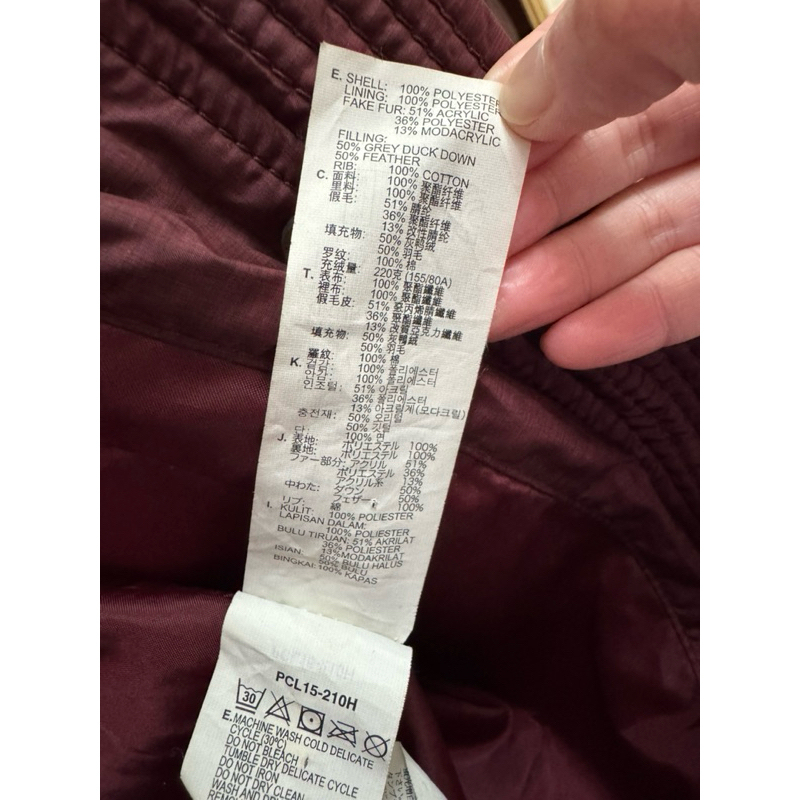 E. SHELL: 100% POLYESTER
LINING: 100% POLYESTER
FAKE FUR: 51% ACRYLIC
36% POLYESTER
13% MODACRYLIC
FILLING:
50% GREY DUCK DOWN
50% FEATHER
RIB: 100% COTTON
C. 面料: 100% 聚酯纤维
里料: 100% 聚酯纤维
假毛 51% 腈纶
36% 聚酯纤维
13% 改性腈纶
填充物: 50% 灰鸭绒
50% 羽毛
罗纹: 100% 棉
充绒量 220克 (155/80A)
T. 表布: 100% 聚酯纖維
裡布: 100% 聚酯纖維
假毛皮: 51% 聚丙烯腈纖維
36% 聚酯纖維
13% 改質亞克力纖維
填充物: 50% 灰鴨絨
50% 羽毛
羅紋: 100% 棉
K. 겉감: 100% 폴리에스터
안감: 100% 폴리에스터
인조털: 51% 아크릴
36% 폴리에스터
13% 아크릴계(모다크릴)
충전재: 50% 오리털
50% 깃털
단: 100% 면
J. 表地: ポリエステル 100%
裏地: ポリエステル 100%
ファー部分: アクリル 51%
ポリエステル 36%
アクリル系 13%
中わた: ダウン 50%
フェザー 50%
リブ: 綿 100%
I. KULIT: 100% POLIESTER
LAPISAN DALAM:
100% POLIESTER
BULU TIRUAN: 51% AKRILAT
36% POLIESTER
13% MODAKRILAT
ISIAN: 50% BULU HALUS
50% BULU
BINGKAI: 100% KAPAS
PCL15-210H
30
E. MACHINE WASH COLD DELICATE
CYCLE (30°C)
DO NOT BLEACH
TUMBLE DRY DELICATE CYCLE
DO NOT IRON
DO NOT DRY CLEAN
WASH AND DRY